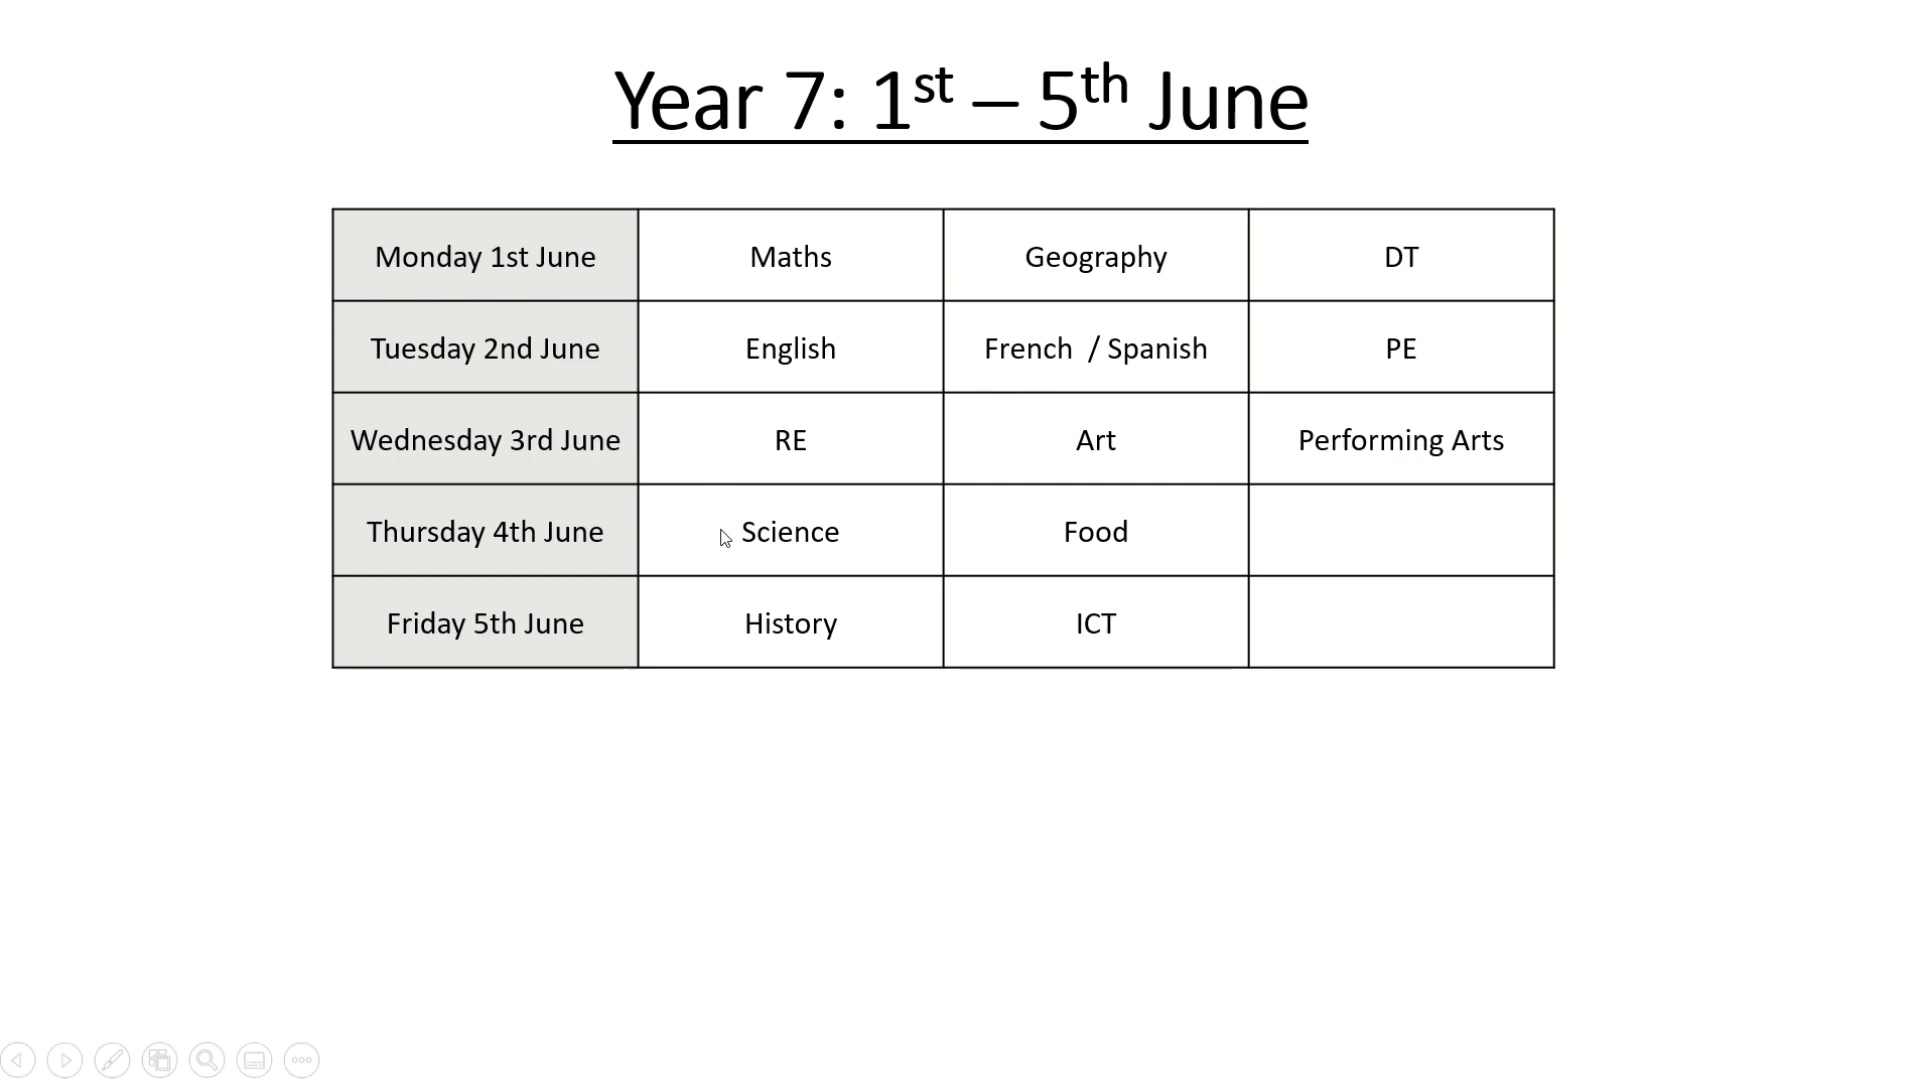 Year 7: 1st – 5th June
Monday 1st June Maths Geography DT
Tuesday 2nd June English French / Spanish PE
Wednesday 3rd June RE Art Performing Arts
Thursday 4th June Science Food
Friday 5th June History ICT